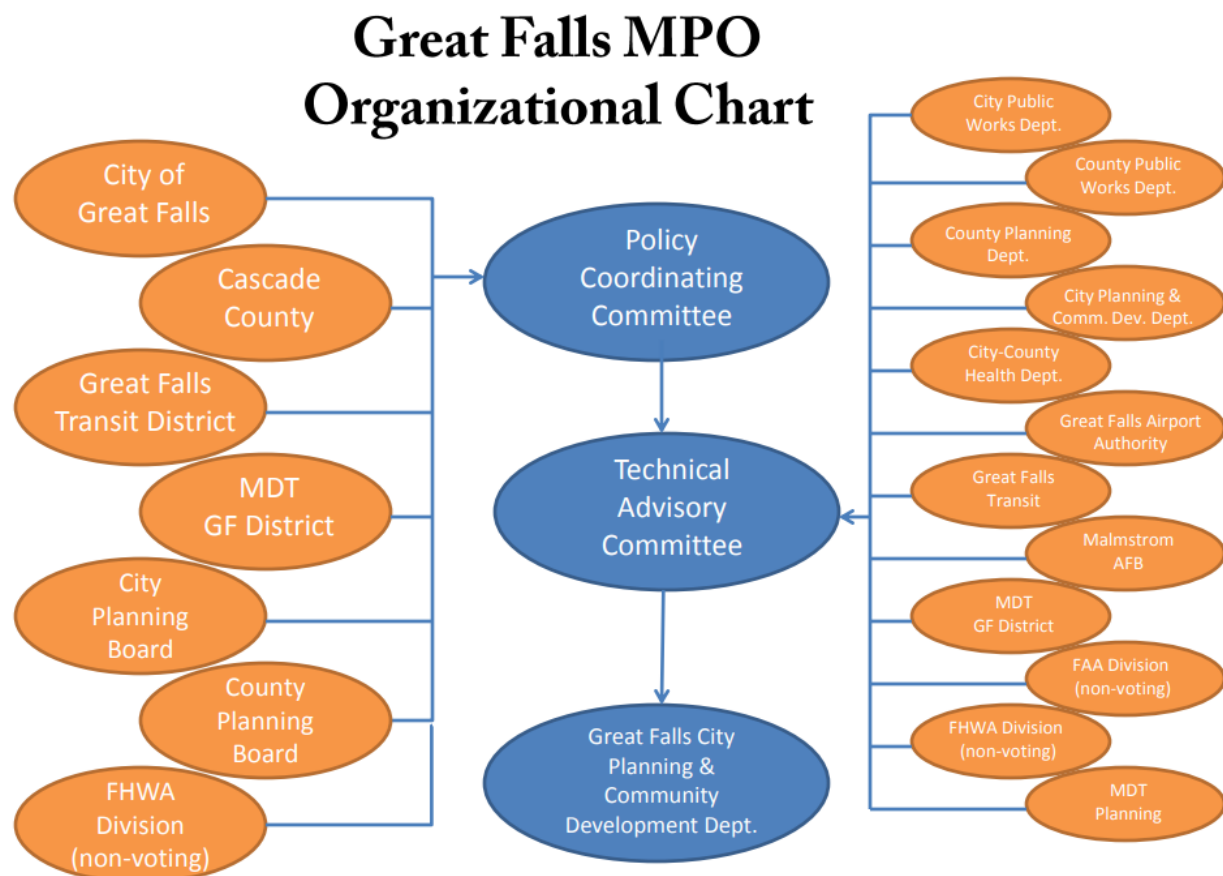 Great Falls MPO
Organizational Chart
City of
Great Falls
Cascade
County
Great Falls
Transit District
MDT
GF District
City
Planning
Board
County
Planning
Board
FHWA
Division
(non-voting)
Policy
Coordinating
Committee
Technical
Advisory
Committee
Great Falls City
Planning &
Community
Development Dept.
City Public
Works Dept.
County Public
Works Dept.
County Planning
Dept.
City Planning &
Comm. Dev. Dept.
City-County
Health Dept.
Great Falls Airport
Authority
Great Falls
Transit
Malmstrom
AFB
MDT
GF District
FAA Division
(non-voting)
FHWA Division
(non-voting)
MDT
Planning